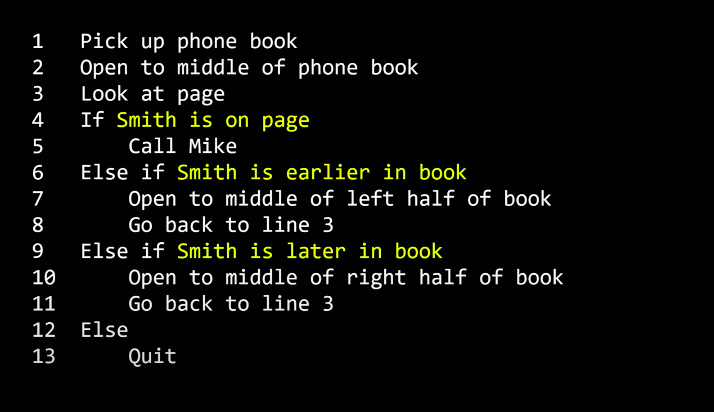 1 Pick up phone book
2 Open to middle of phone book
3 Look at page
4 If Smith is on page
5     Call Mike
6 Else if Smith is earlier in book
7     Open to middle of left half of book
8     Go back to line 3
9 Else if Smith is later in book
10     Open to middle of right half of book
11     Go back to line 3
12 Else
13     Quit